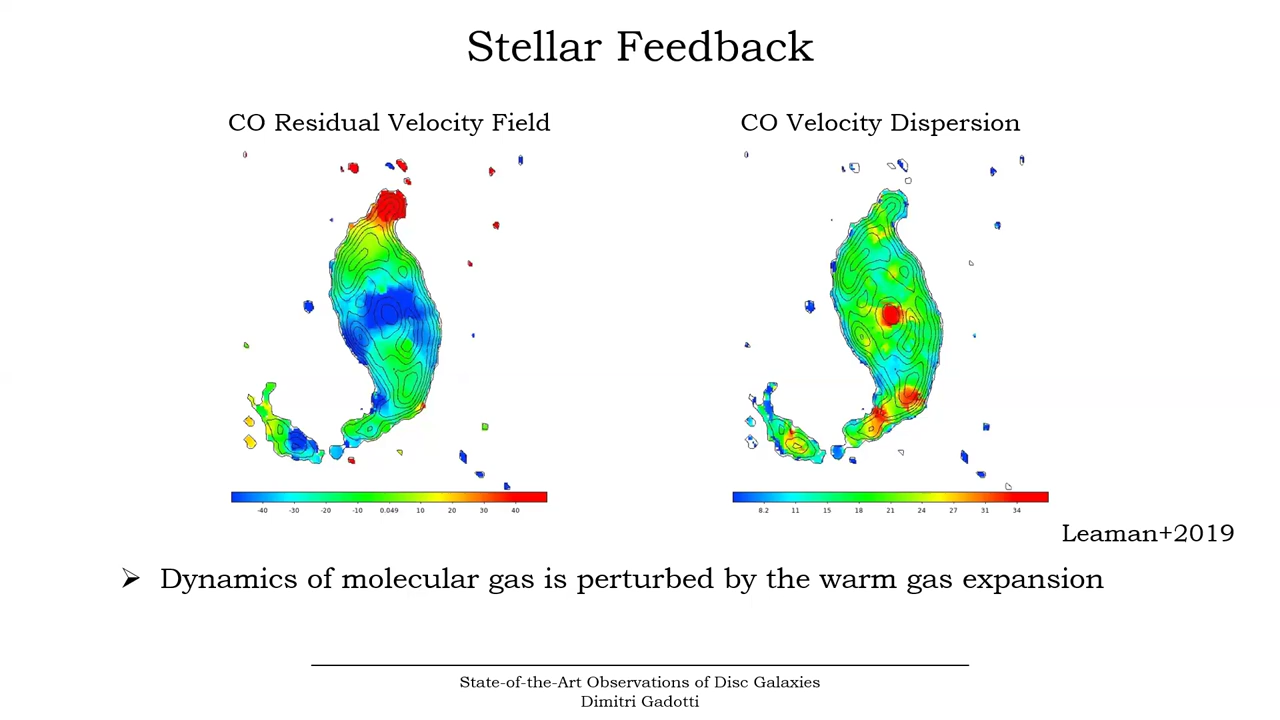 Stellar Feedback
CO Residual Velocity Field
CO Velocity Dispersion
-40 -30 -20 -10 0.049 10 20 30 40
8.2 11 15 18 21 24 27 31 34
Leaman+2019
➢ Dynamics of molecular gas is perturbed by the warm gas expansion
State-of-the-Art Observations of Disc Galaxies
Dimitri Gadotti